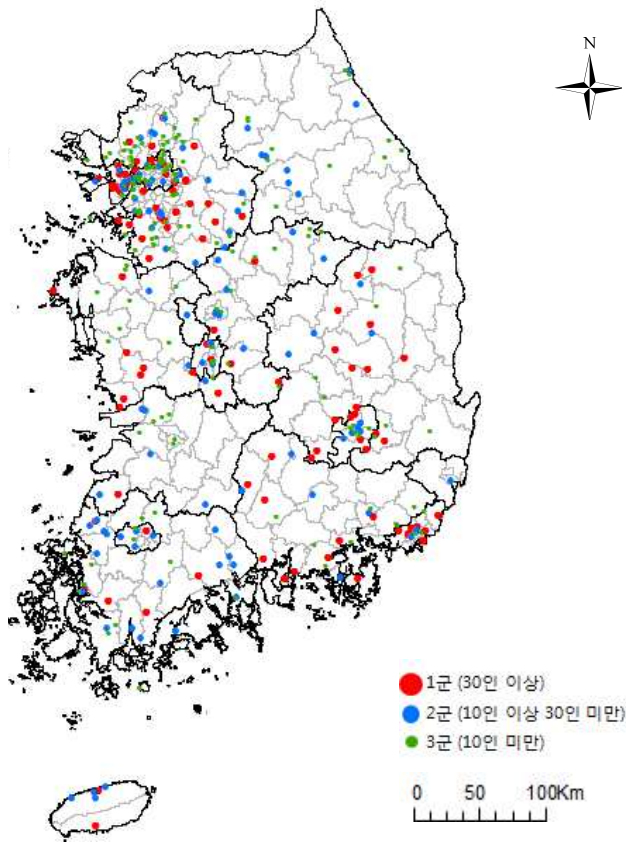 N
1군 (30인 이상)
2군 (10인 이상 30인 미만)
3군 (10인 미만)
0 50 100Km